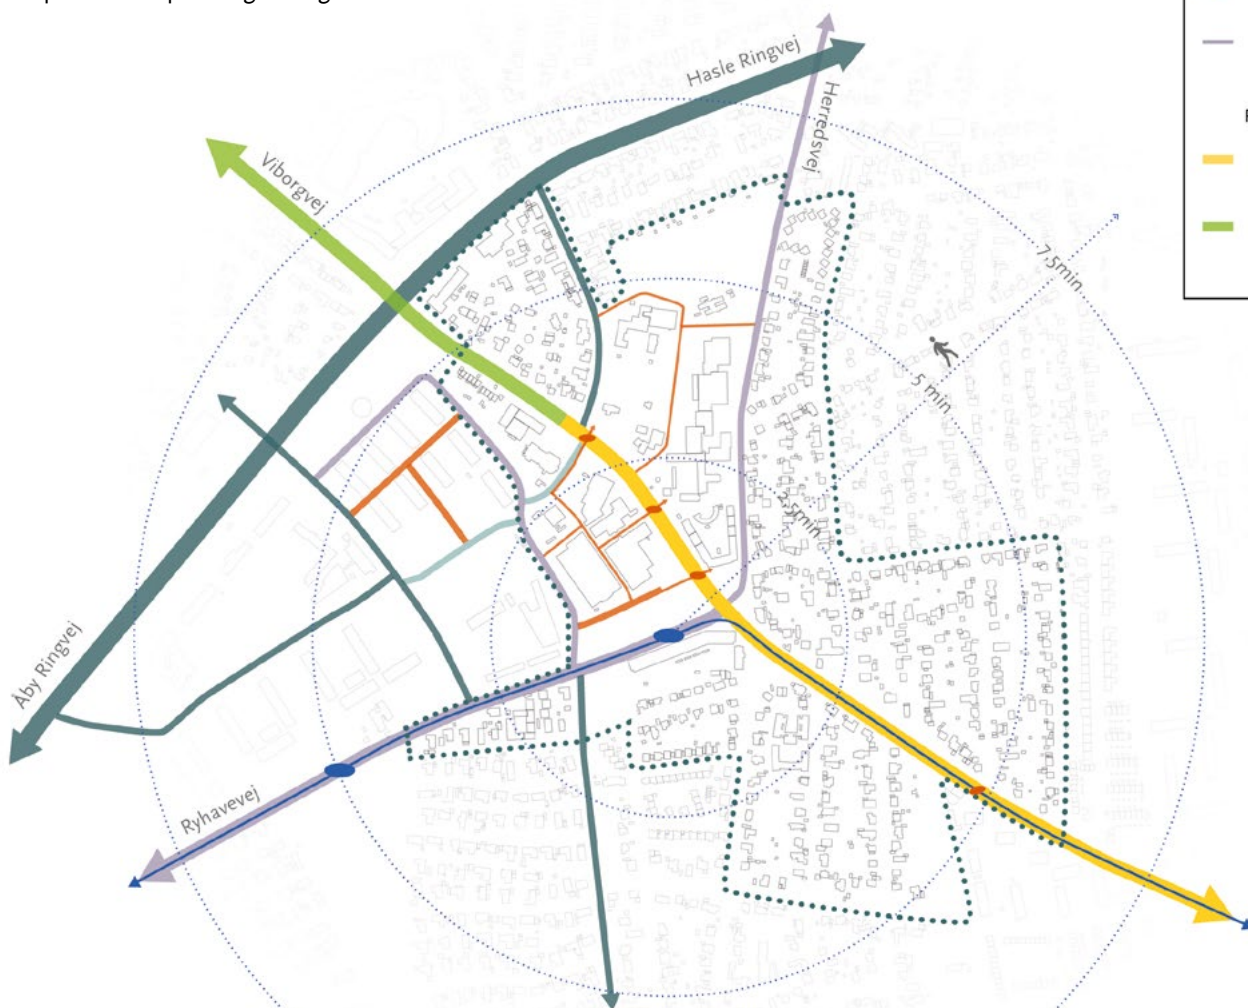 Hasle Ringvej
Herredsvej
Viborgvej
7.5min
5 min
2.5min
Åby Ringvej
Ryhavevej